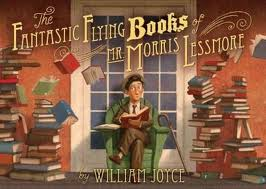 The
Fantastic Flying Books of
Mr. Morris Lessmore
by William Joyce